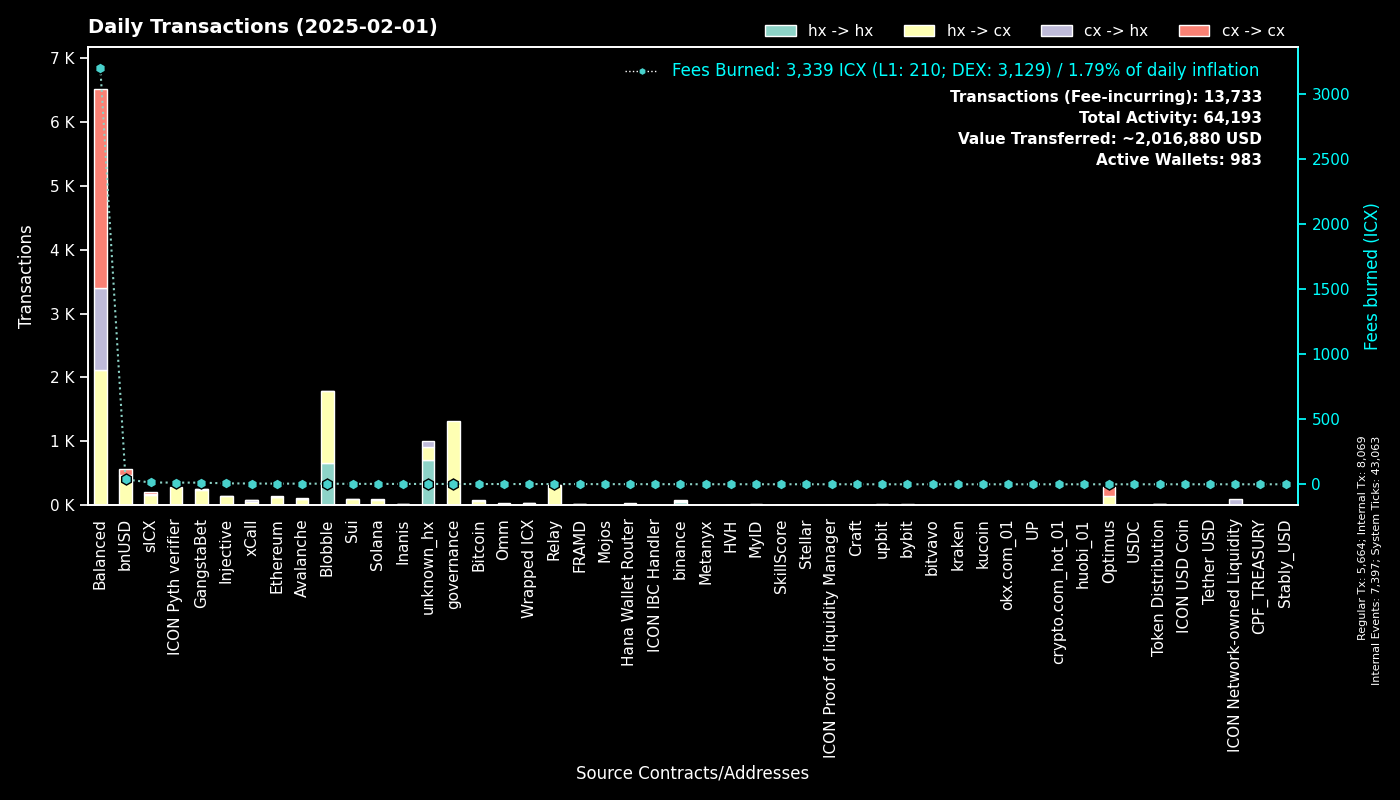 Daily Transactions (2025-02-01)
hx -> hx
hx -> cx
cx -> hx
cx -> cx
Fees Burned: 3,339 ICX (L1: 210; DEX: 3,129) / 1.79% of daily inflation
Transactions (Fee-incurring): 13,733
Total Activity: 64,193
Value Transferred: ~2,016,880 USD
Active Wallets: 983
Transactions
7 K
6 K
5 K
4 K
3 K
2 K
1 K
0 K
3000
2500
2000
1500
1000
500
0
Fees burned (ICX)
Balanced
bnUSD
sICX
ICON Pyth verifier
GangstaBet
Injective
xCall
Ethereum
Avalanche
Blobble
Sui
Solana
Inanis
unknown_hx
governance
Bitcoin
Omm
Wrapped ICX
Relay
FRAMD
Mojos
Hana Wallet Router
ICON IBC Handler
binance
Metanyx
HVH
MyID
SkillScore
Stellar
ICON Proof of liquidity Manager
Craft
upbit
bybit
bitvavo
kraken
kucoin
okx.com_01
UP
crypto.com_hot_01
huobi_01
Optimus
USDC
Token Distribution
ICON USD Coin
Tether USD
ICON Network-owned Liquidity
CPF_TREASURY
Stably_USD
Source Contracts/Addresses
Regular Tx: 5,664; Internal Tx: 8,069
Internal Events: 7,397; System Ticks: 43,063